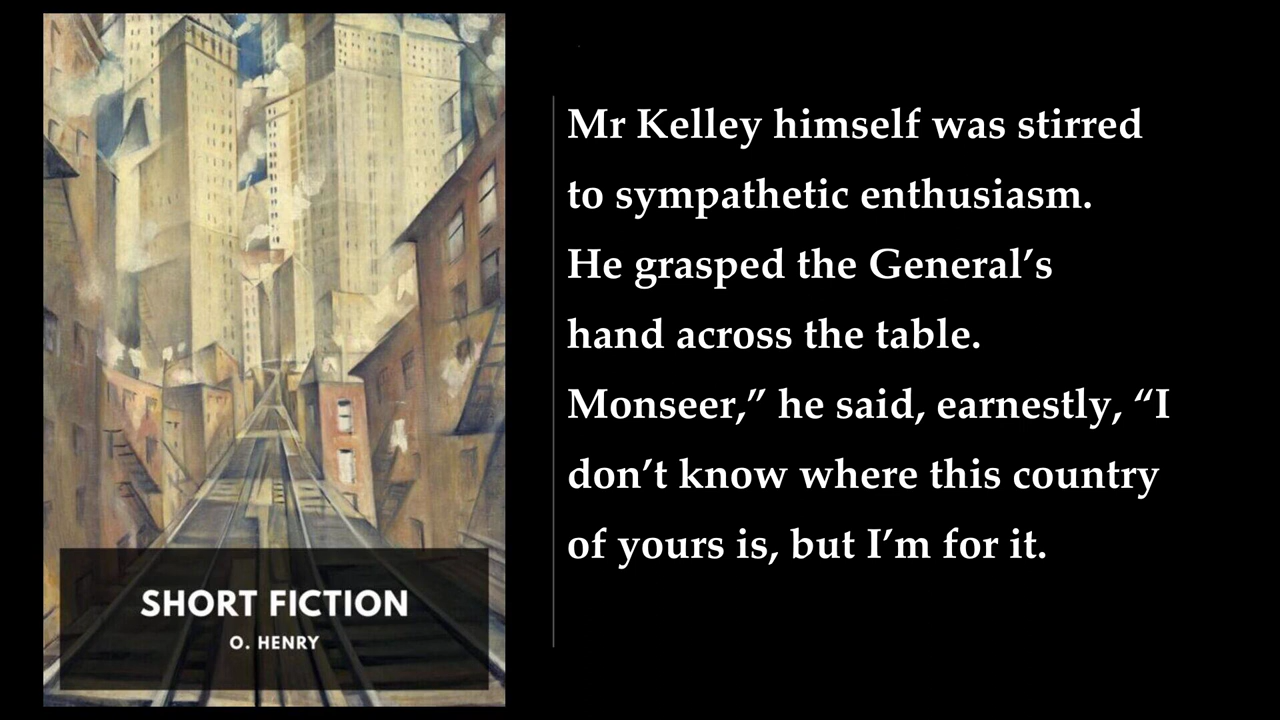 SHORT FICTION
O. HENRY
Mr Kelley himself was stirred
to sympathetic enthusiasm.
He grasped the General’s
hand across the table.
Monseer,” he said, earnestly, “I
don’t know where this country
of yours is, but I’m for it.